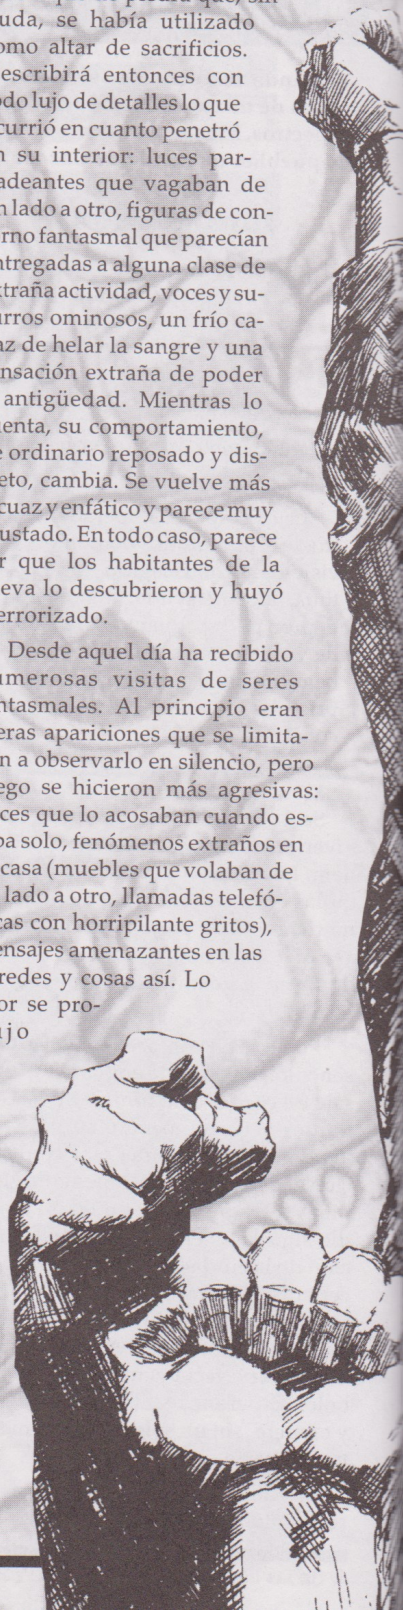 de piedra que, sin
uda, se había utilizado
omo altar de sacrificios.
escribirá entonces con
odo lujo de detalles lo que
currió en cuanto penetró
n su interior: luces par-
adeantes que vagaban de
n lado a otro, figuras de con-
orno fantasmal que parecían
ntregadas a alguna clase de
xtraña actividad, voces y su-
urros ominosos, un frío ca-
az de helar la sangre y una
ensación extraña de poder
antigüedad. Mientras lo
uenta, su comportamiento,
e ordinario reposado y dis-
eto, cambia. Se vuelve más
cuaz y enfático y parece muy
ustado. En todo caso, parece
r que los habitantes de la
eva lo descubrieron y huyó
errorizado.
Desde aquel día ha recibido
umerosas visitas de seres
ntasmales. Al principio eran
eras apariciones que se limita-
n a observarlo en silencio, pero
ego se hicieron más agresivas:
ces que lo acosaban cuando es-
ba solo, fenómenos extraños en
casa (muebles que volaban de
lado a otro, llamadas telefó-
cas con horripilante gritos),
ensajes amenazantes en las
redes y cosas así. Lo
or se pro-
ujo